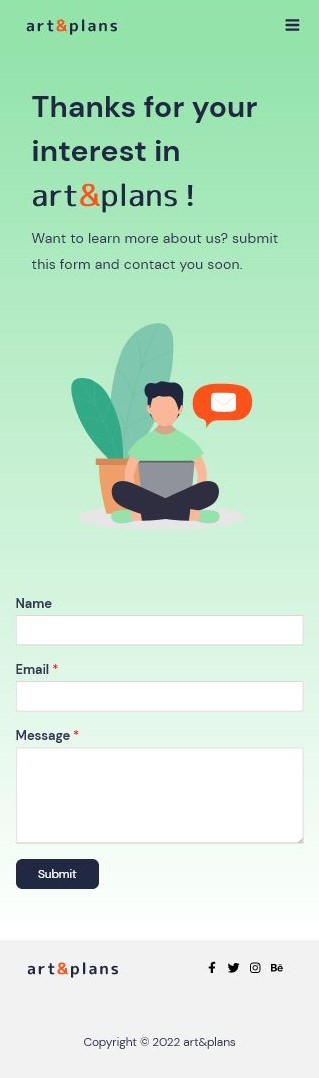 art&plans
Thanks for your
interest in
art&plans !
Want to learn more about us? submit
this form and contact you soon.
Name
Email *
Message *
Submit
art&plans
Bē
Copyright © 2022 art&plans